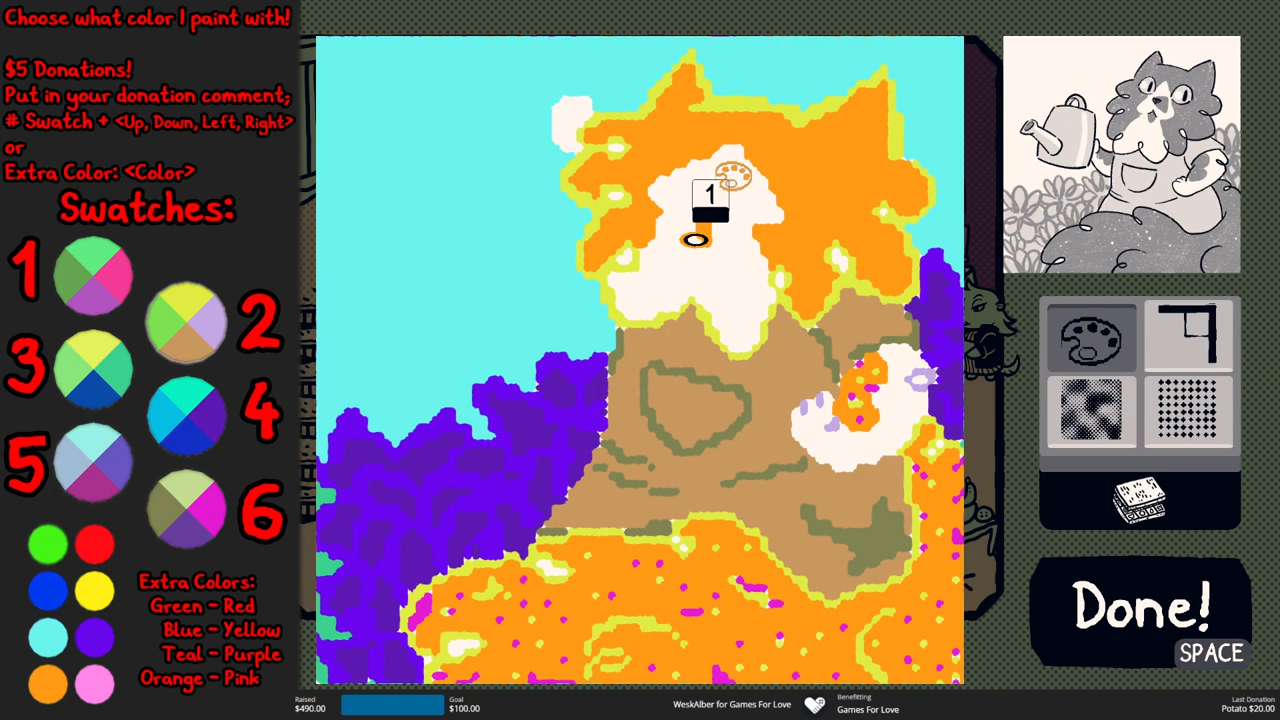 Choose what color I paint with!
$5 Donations!
Put in your donation comment;
# Swatch + <Up, Down, Left, Right>
or
Extra Color: <Color>
Swatches:
1
2
3
4
5
6
Extra Colors:
Green - Red
Blue - Yellow
Teal - Purple
Orange - Pink
1
Done!
SPACE
Raised
$490.00
Goal
$100.00
WeskAlber for Games For Love
Benefitting
Games For Love
Last Donation
Potato $20.00